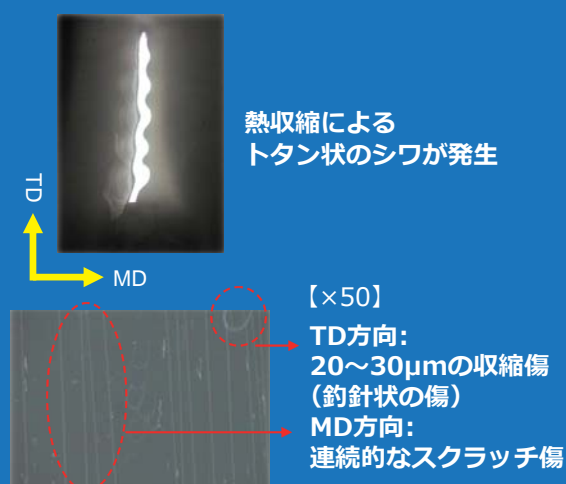 熱収縮による
トタン状のシワが発生
TD
MD
【×50】
TD方向:
20～30μmの収縮傷
（釣針状の傷）
MD方向:
連続的なスクラッチ傷